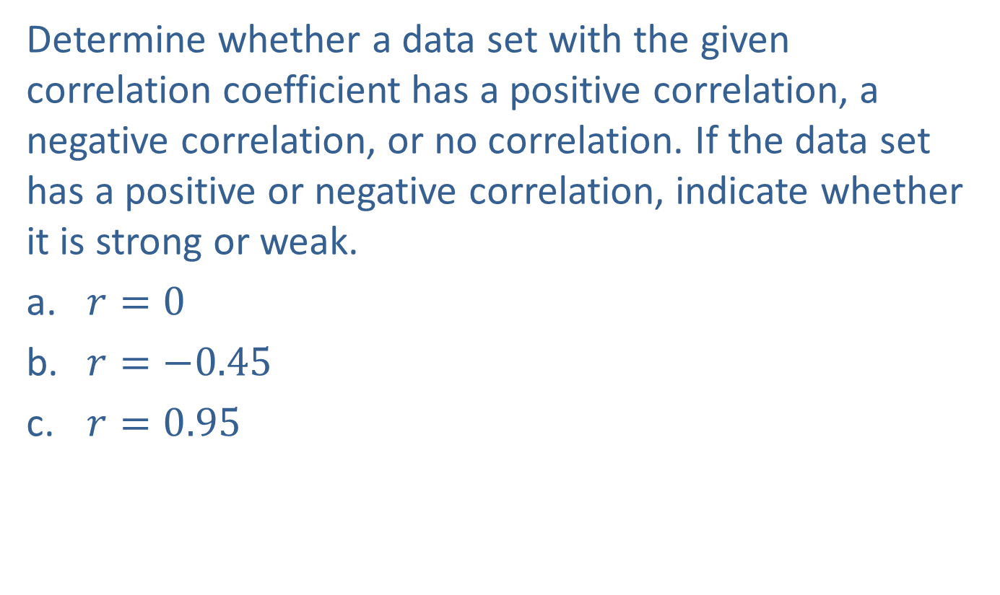 Determine whether a data set with the given
correlation coefficient has a positive correlation, a
negative correlation, or no correlation. If the data set
has a positive or negative correlation, indicate whether
it is strong or weak.
a. r = 0
b. r = −0.45
c. r = 0.95